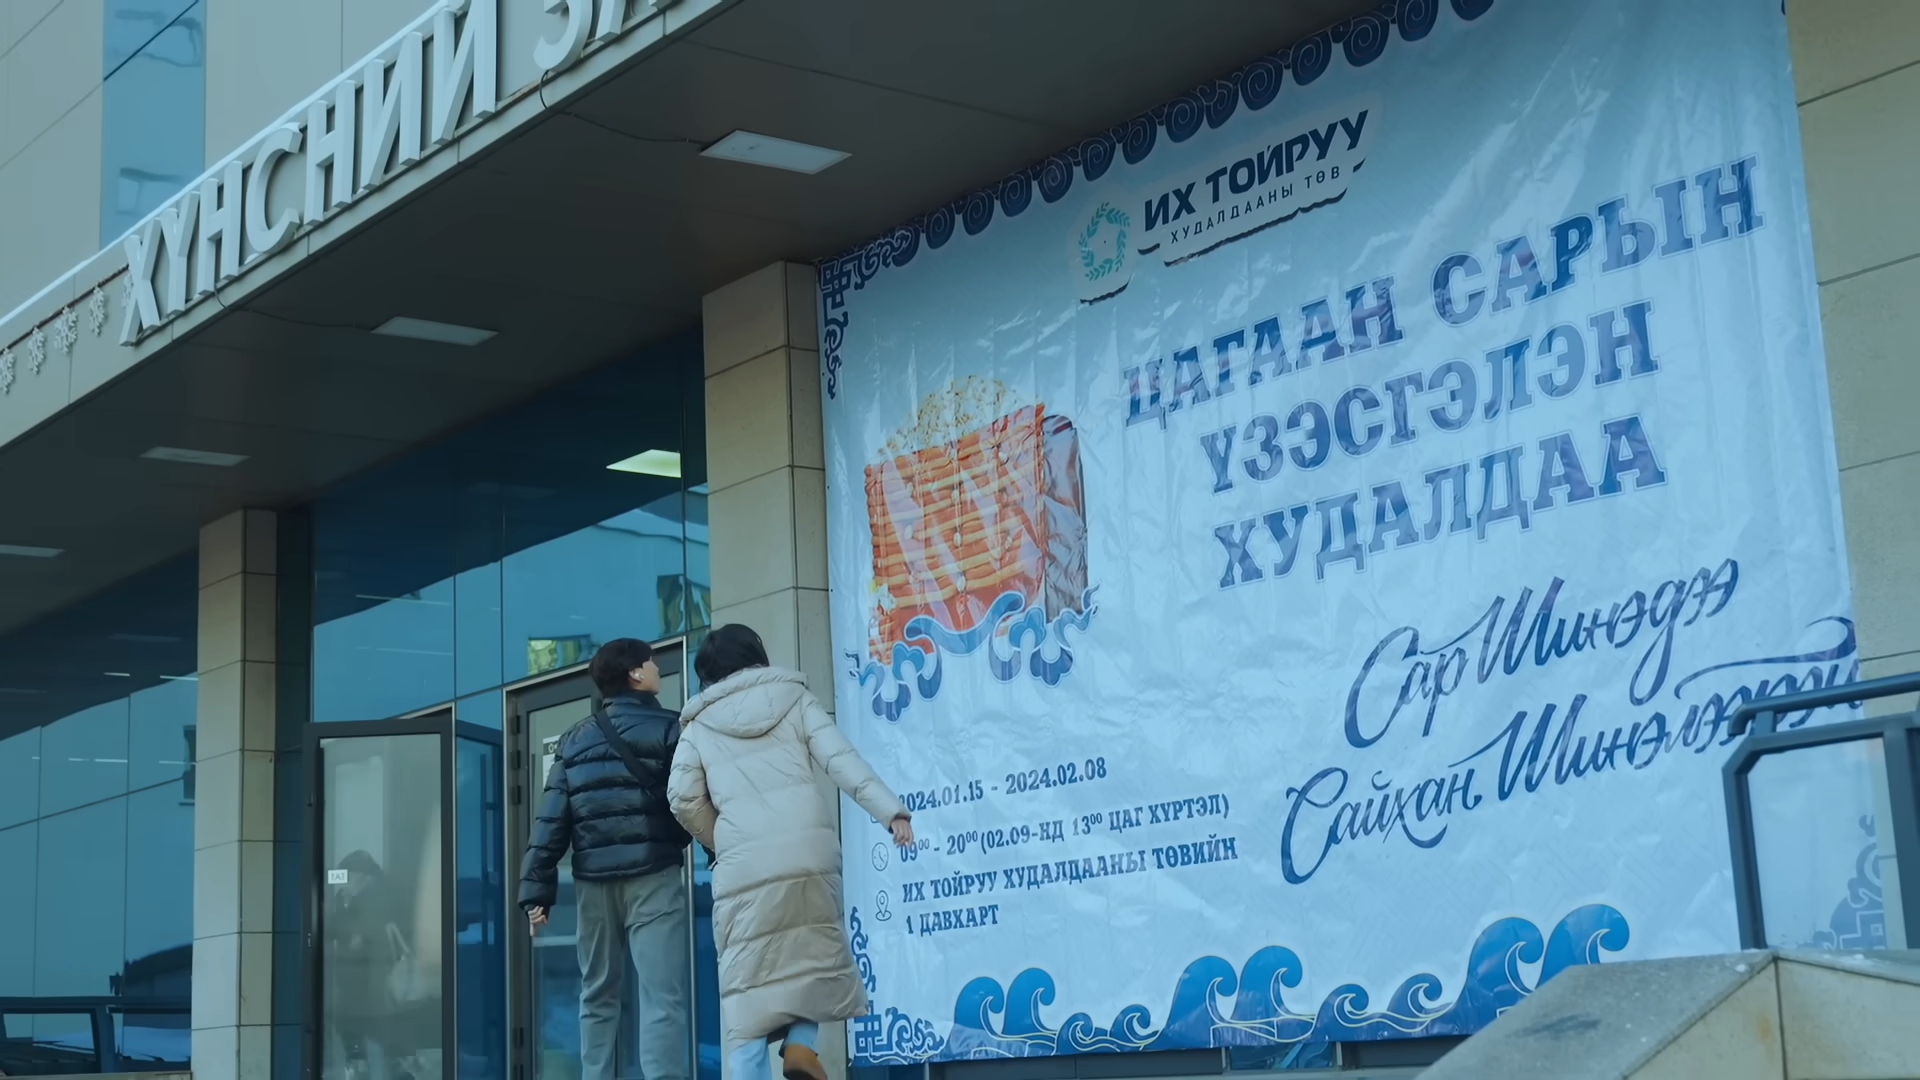 ХҮНСНИЙ ЗА
ИХ ТОЙРУУ
ХУДАЛДААНЫ ТӨВ
ЦАГААН САРЫН
ҮЗЭСГЭЛЭН
ХУДАЛДАА
Сар Шинэдээ
Сайхан Шинэлээрэй
2024.01.15 - 2024.02.08
09⁰⁰ - 20⁰⁰ (02.09-НД 13⁰⁰ ЦАГ ХҮРТЭЛ)
ИХ ТОЙРУУ ХУДАЛДААНЫ ТӨВИЙН
1 ДАВХАРТ